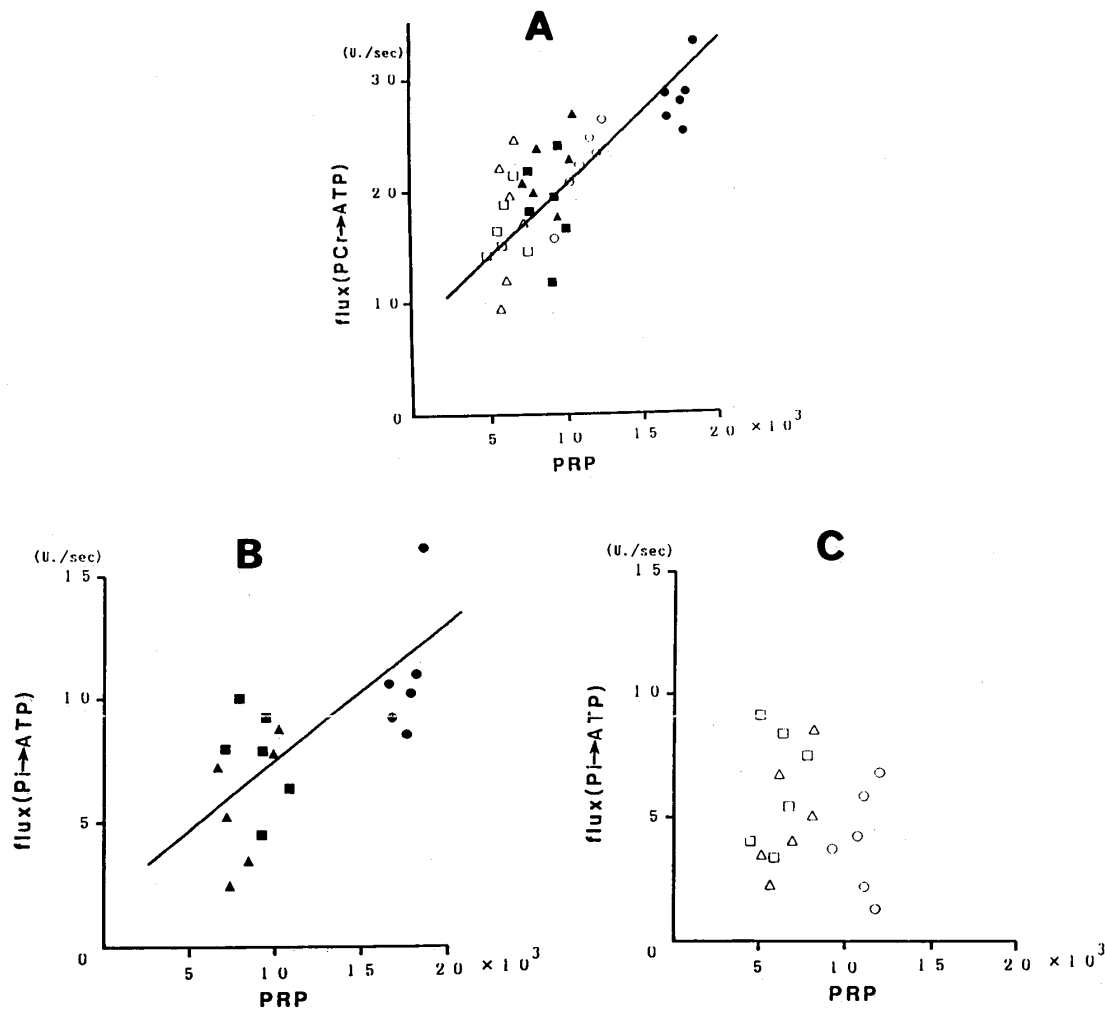 A
(U./sec)
30
20
10
0
flux(PCr→ATP)
5 10 15 20 ×10³
PRP
B
(U./sec)
15
10
5
0
flux(Pi→ATP)
5 10 15 20 ×10³
PRP
C
(U./sec)
15
10
5
0
flux(Pi→ATP)
5 10 15 20 ×10³
PRP